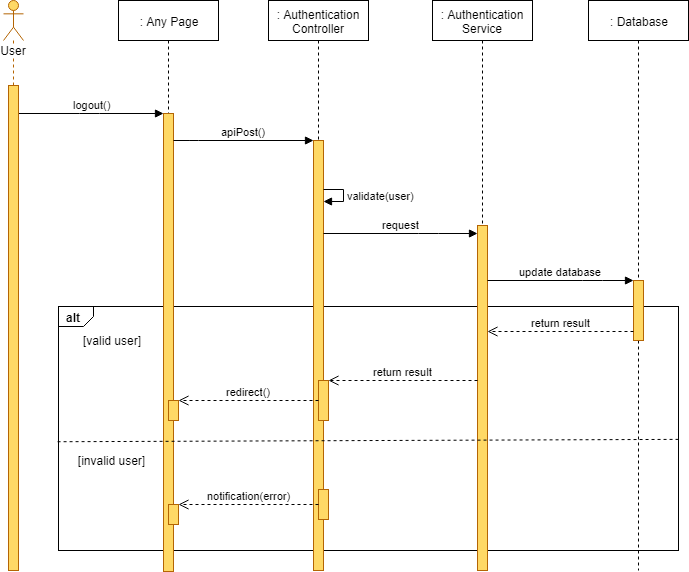 User
: Any Page
: Authentication
Controller
: Authentication
Service
: Database
logout()
apiPost()
validate(user)
request
update database
alt
[valid user]
return result
return result
redirect()
[invalid user]
notification(error)